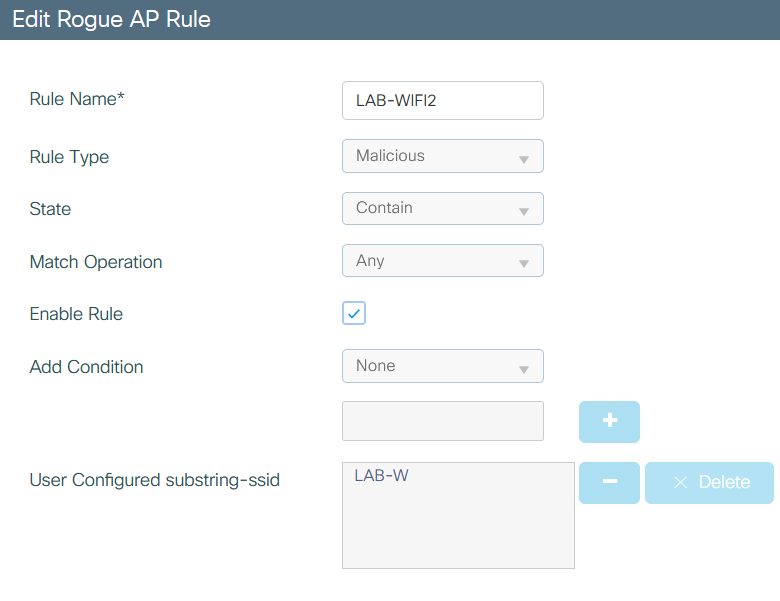 Edit Rogue AP Rule
Rule Name* LAB-WIFI2
Rule Type Malicious
State Contain
Match Operation Any
Enable Rule
Add Condition None
User Configured substring-ssid LAB-W Delete